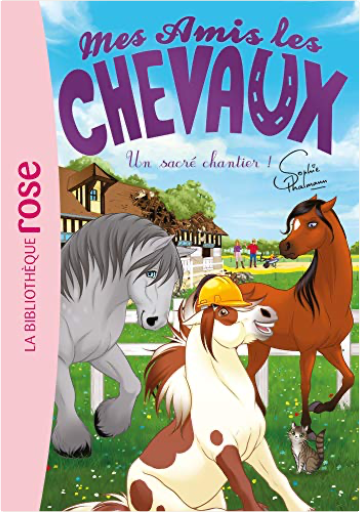 Mes Amis les
CHEVAUX
Un sacré chantier !
Sophie
Thalmann
LA BIBLIOTHÈQUE rose